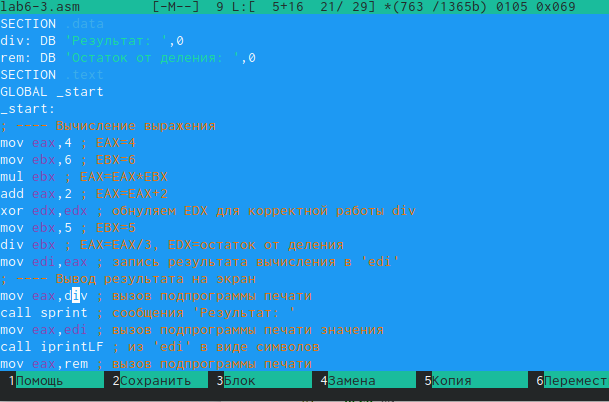 lab6-3.asm [-M--] 9 L:[ 5+16 21/ 29] *(763 /1365b) 0105 0x069
SECTION .data
div: DB 'Результат: ',0
rem: DB 'Остаток от деления: ',0
SECTION .text
GLOBAL _start
_start:
; ---- Вычисление выражения
mov eax,4 ; EAX=4
mov ebx,6 ; EBX=6
mul ebx ; EAX=EAX*EBX
add eax,2 ; EAX=EAX+2
xor edx,edx ; обнуляем EDX для корректной работы div
mov ebx,5 ; EBX=5
div ebx ; EAX=EAX/3, EDX=остаток от деления
mov edi,eax ; запись результата вычисления в 'edi'
; ---- Вывод результата на экран
mov eax,div ; вызов подпрограммы печати
call sprint ; сообщения 'Результат: '
mov eax,edi ; вызов подпрограммы печати значения
call iprintLF ; из 'edi' в виде символов
mov eax,rem ; вызов подпрограммы печати
1Помощь 2Сохранить 3Блок 4Замена 5Копия 6Перемест